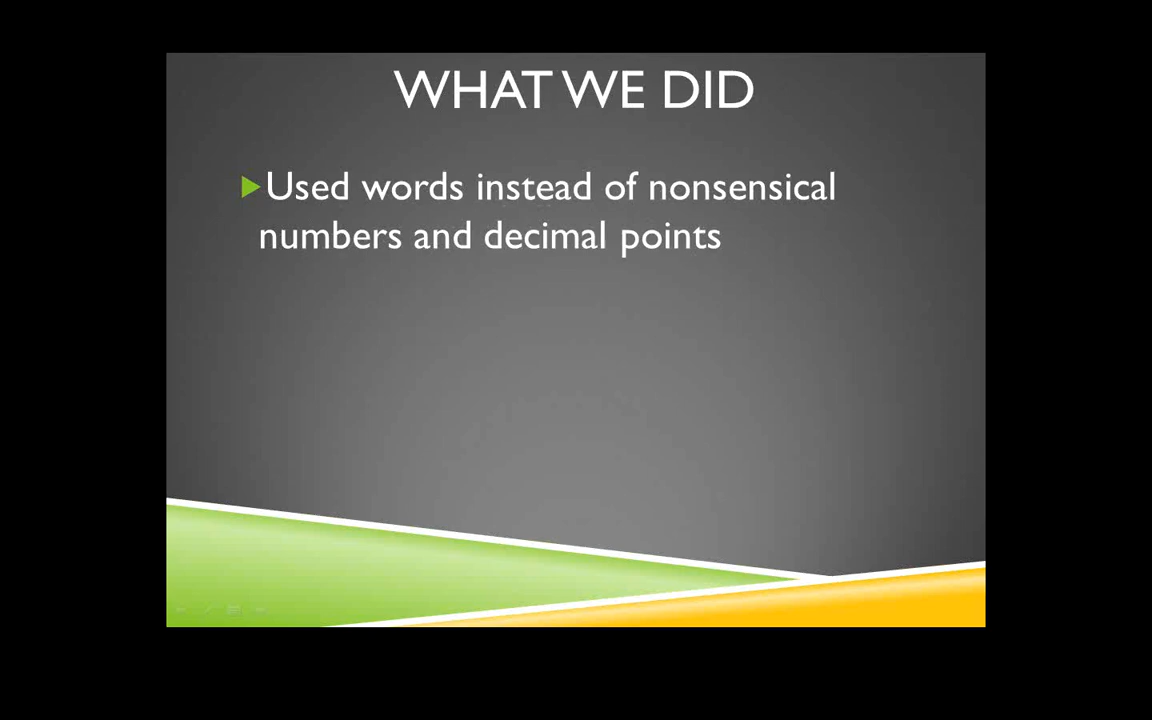 WHAT WE DID
Used words instead of nonsensical
numbers and decimal points